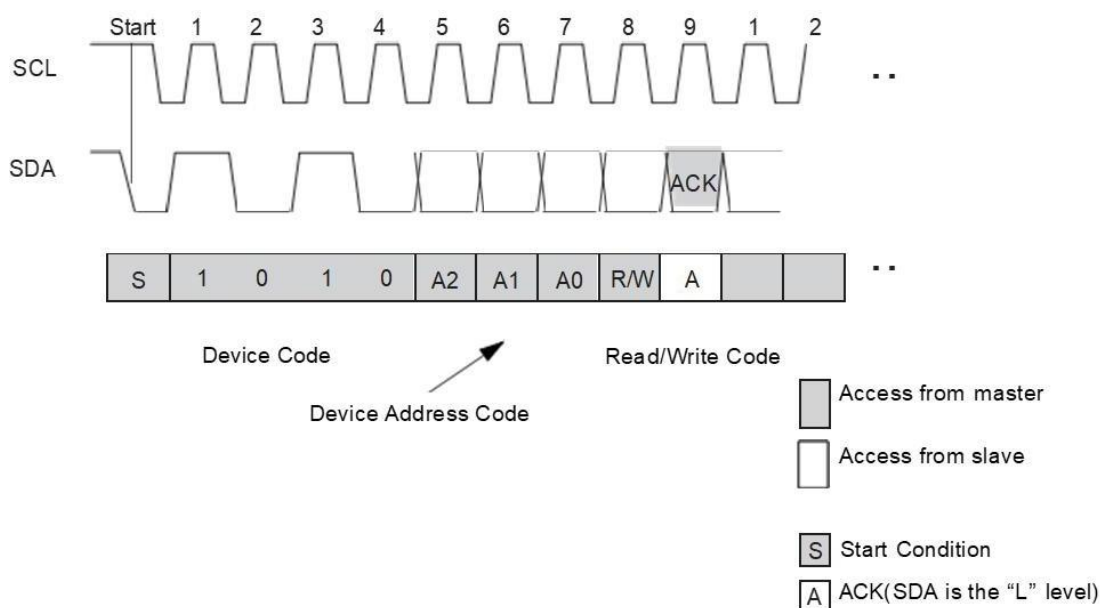 Start 1 2 3 4 5 6 7 8 9 1 2
SCL
. .
SDA
ACK
S 1 0 1 0 A2 A1 A0 R/W A
. .
Device Code
Read/Write Code
Device Address Code
Access from master
Access from slave
S Start Condition
A ACK(SDA is the “L” level)